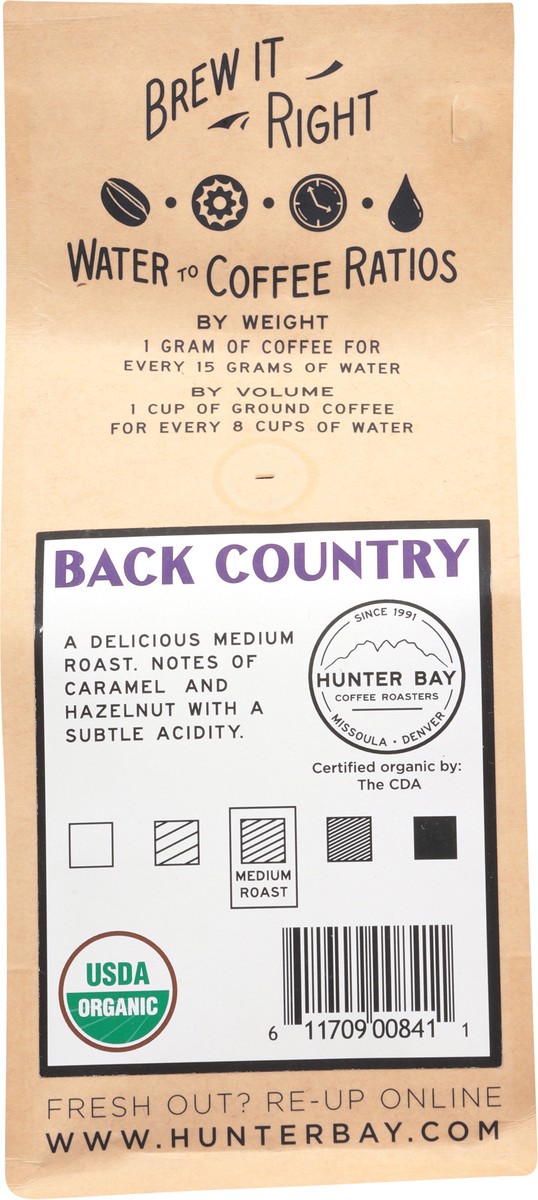 BREW IT
RIGHT
WATER TO COFFEE RATIOS
BY WEIGHT
1 GRAM OF COFFEE FOR
EVERY 15 GRAMS OF WATER
BY VOLUME
1 CUP OF GROUND COFFEE
FOR EVERY 8 CUPS OF WATER
BACK COUNTRY
A DELICIOUS MEDIUM
ROAST. NOTES OF
CARAMEL AND
HAZELNUT WITH A
SUBTLE ACIDITY.
SINCE 1991
HUNTER BAY
COFFEE ROASTERS
MISSOULA • DENVER
Certified organic by:
The CDA
MEDIUM
ROAST
USDA
ORGANIC
6 11709 00841 1
FRESH OUT? RE-UP ONLINE
WWW.HUNTERBAY.COM